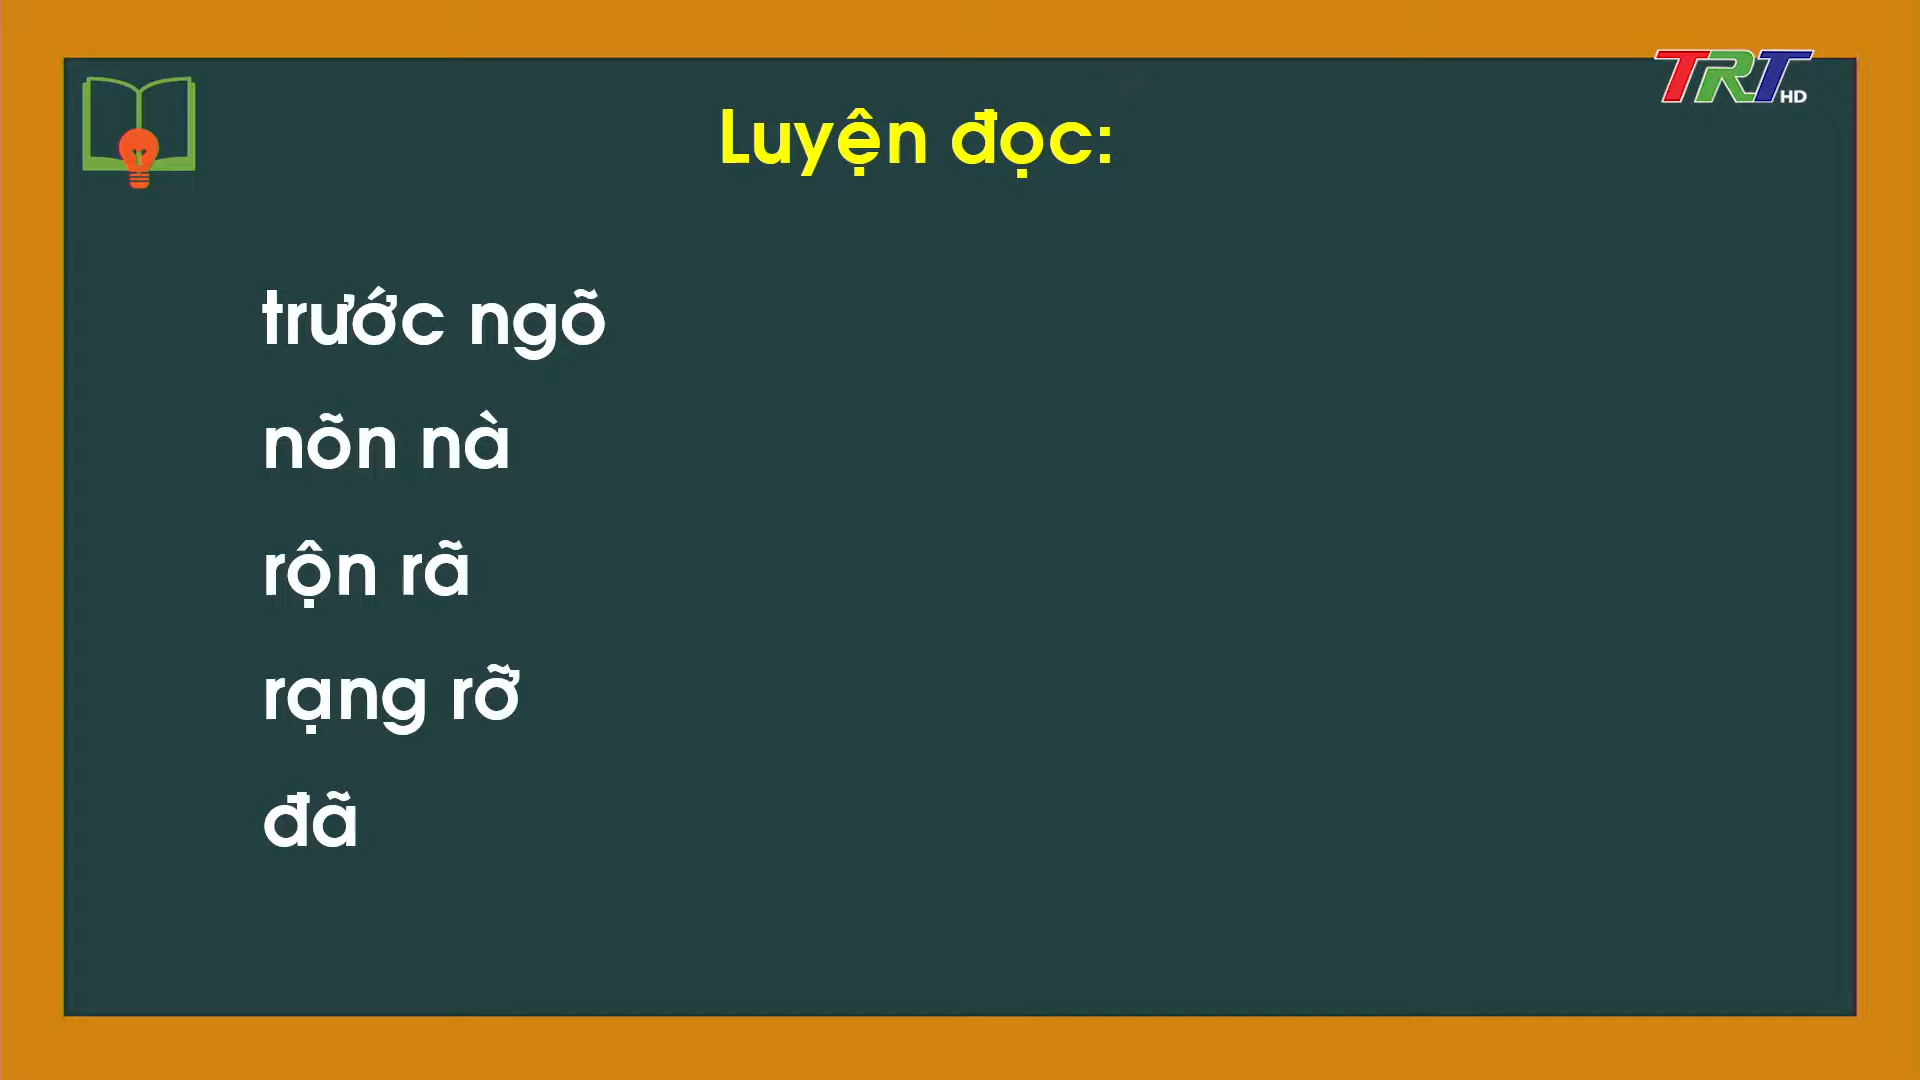 TRT HD
Luyện đọc:
trước ngõ
nõn nà
rộn rã
rạng rỡ
đã